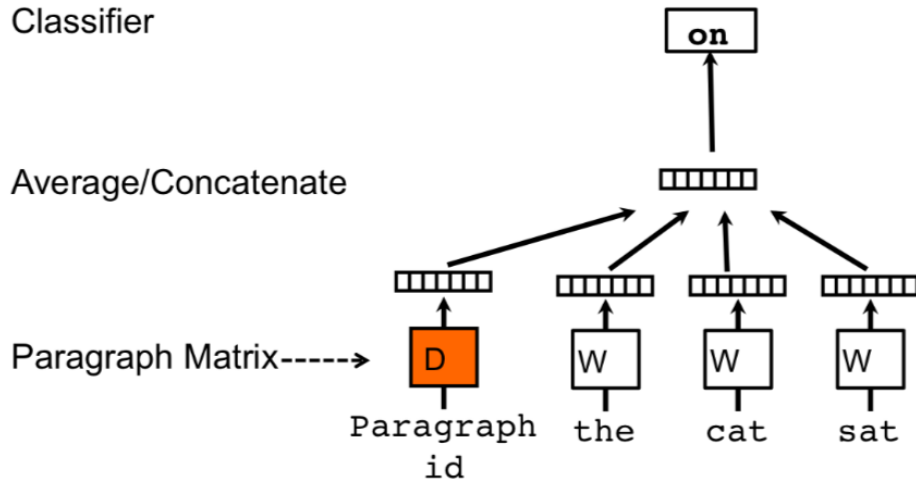 Classifier
on
Average/Concatenate
Paragraph Matrix
D
W
W
W
Paragraph
id
the
cat
sat